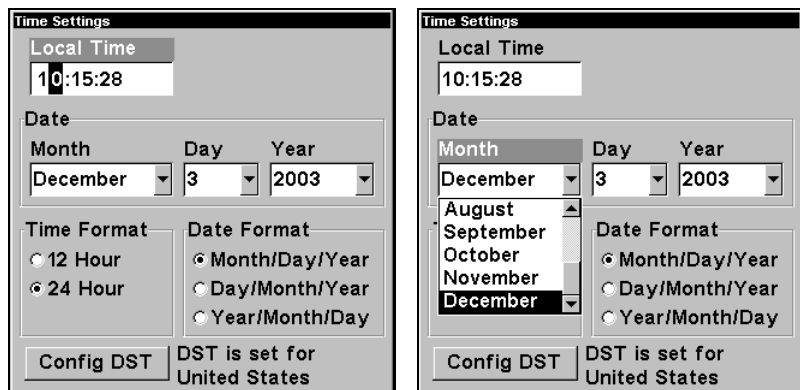 Time Settings
Local Time
10:15:28
Date
Month Day Year
December 3 2003
Time Format Date Format
12 Hour Month/Day/Year
24 Hour Day/Month/Year
Year/Month/Day
Config DST DST is set for
United States
Time Settings
Local Time
10:15:28
Date
Month Day Year
December 3 2003
August
September
October
November
December
Date Format
Month/Day/Year
Day/Month/Year
Year/Month/Day
Config DST DST is set for
United States